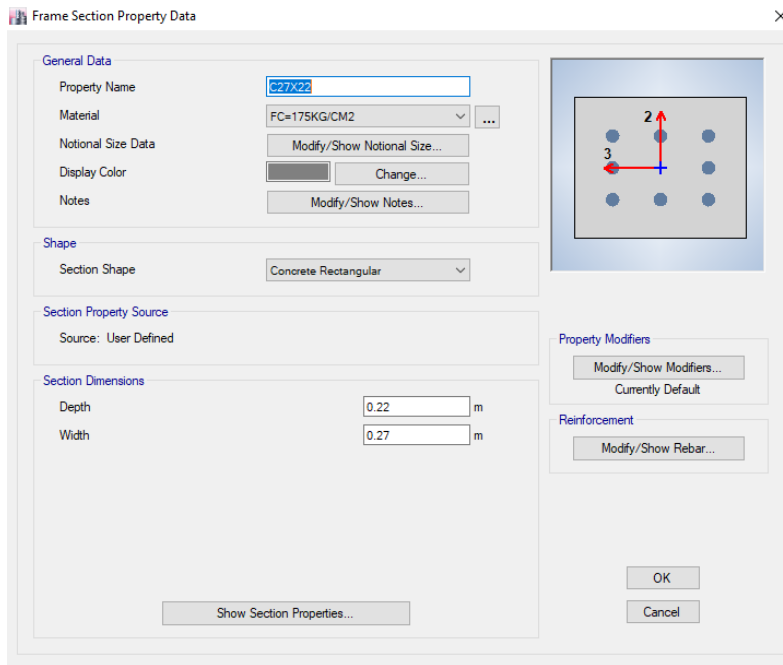 Frame Section Property Data
General Data
Property Name C27X22
Material FC=175KG/CM2 ...
Notional Size Data Modify/Show Notional Size...
Display Color Change...
Notes Modify/Show Notes...
2
3
Shape
Section Shape Concrete Rectangular
Section Property Source
Source: User Defined
Section Dimensions
Depth 0.22 m
Width 0.27 m
Show Section Properties...
Property Modifiers
Modify/Show Modifiers...
Currently Default
Reinforcement
Modify/Show Rebar...
OK
Cancel